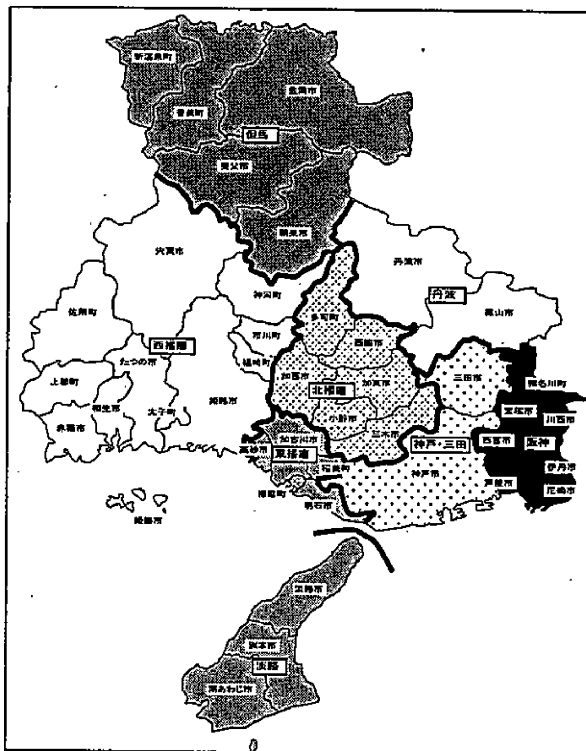 新温泉町
豊岡市
香美町
但馬
養父市
朝来市
宍粟市
丹波市
神河町
佐用町
多可町
丹波
篠山市
西脇市
市川町
西播磨
たつの市
福崎町
加西市
加東市
三田市
猪名川町
上郡町
北播磨
相生市
太子町
姫路市
小野市
宝塚市
川西市
赤穂市
三木市
加古川市
神戸・三田
西宮市
阪神
高砂市
東播磨
伊丹市
稲美町
神戸市
芦屋市
播磨町
尼崎市
明石市
姫路市
淡路市
洲本市
淡路
南あわじ市